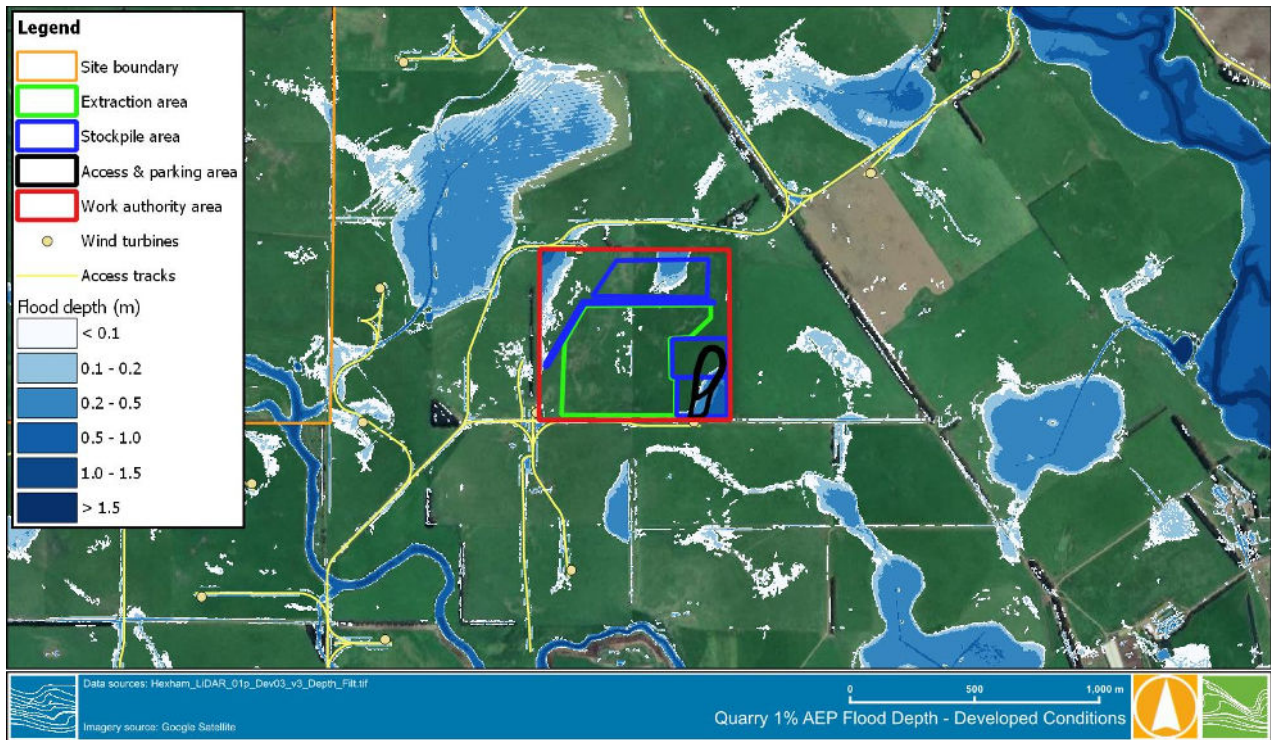 Legend
Site boundary
Extraction area
Stockpile area
Access & parking area
Work authority area
Wind turbines
Access tracks
Flood depth (m)
< 0.1
0.1 - 0.2
0.2 - 0.5
0.5 - 1.0
1.0 - 1.5
> 1.5
Data sources: Hexham_LiDAR_01p_Dev03_v3_Depth_Filt.tif
Imagery source: Google Satellite
0 500 1,000 m
Quarry 1% AEP Flood Depth - Developed Conditions